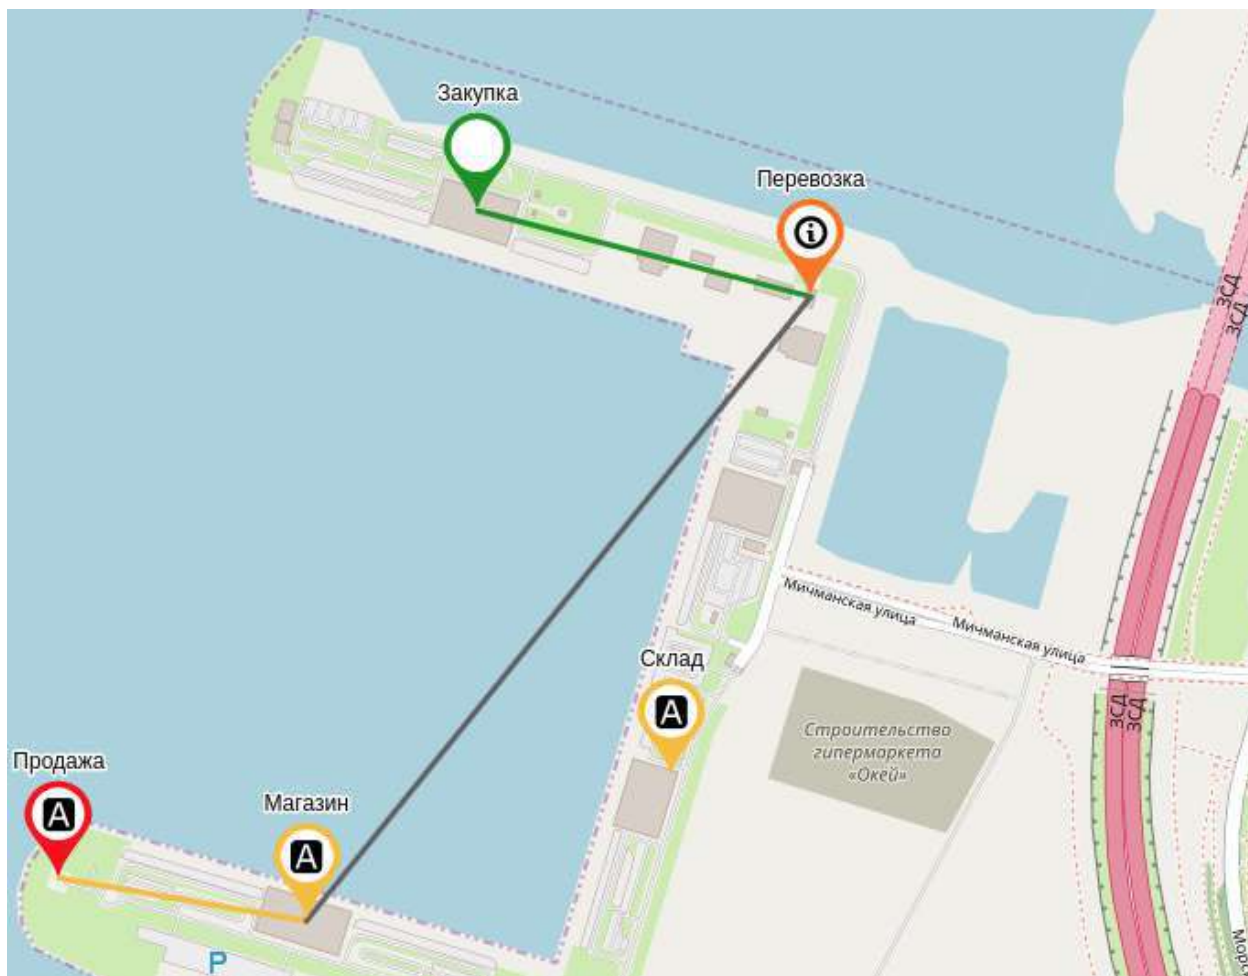 Закупка
Перевозка
ЗСД
ЗСД
Мичманская улица
Мичманская улица
Склад
A
ЗСД
ЗСД
Строительство
гипермаркета
«Окей»
Продажа
A
Магазин
A
P